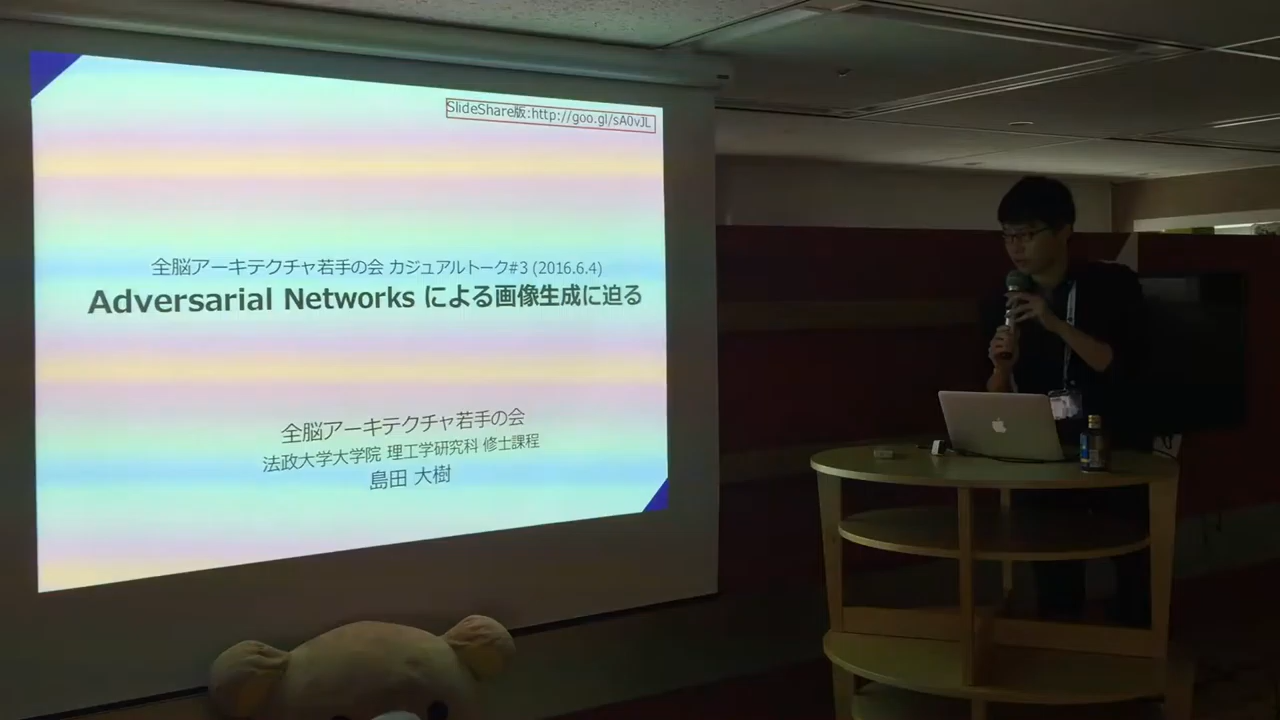 SlideShare版:http://goo.gl/sA0vJL
全脳アーキテクチャ若手の会 カジュアルトーク#3 (2016.6.4)
Adversarial Networks による画像生成に迫る
全脳アーキテクチャ若手の会
法政大学大学院 理工学研究科 修士課程
島田 大樹